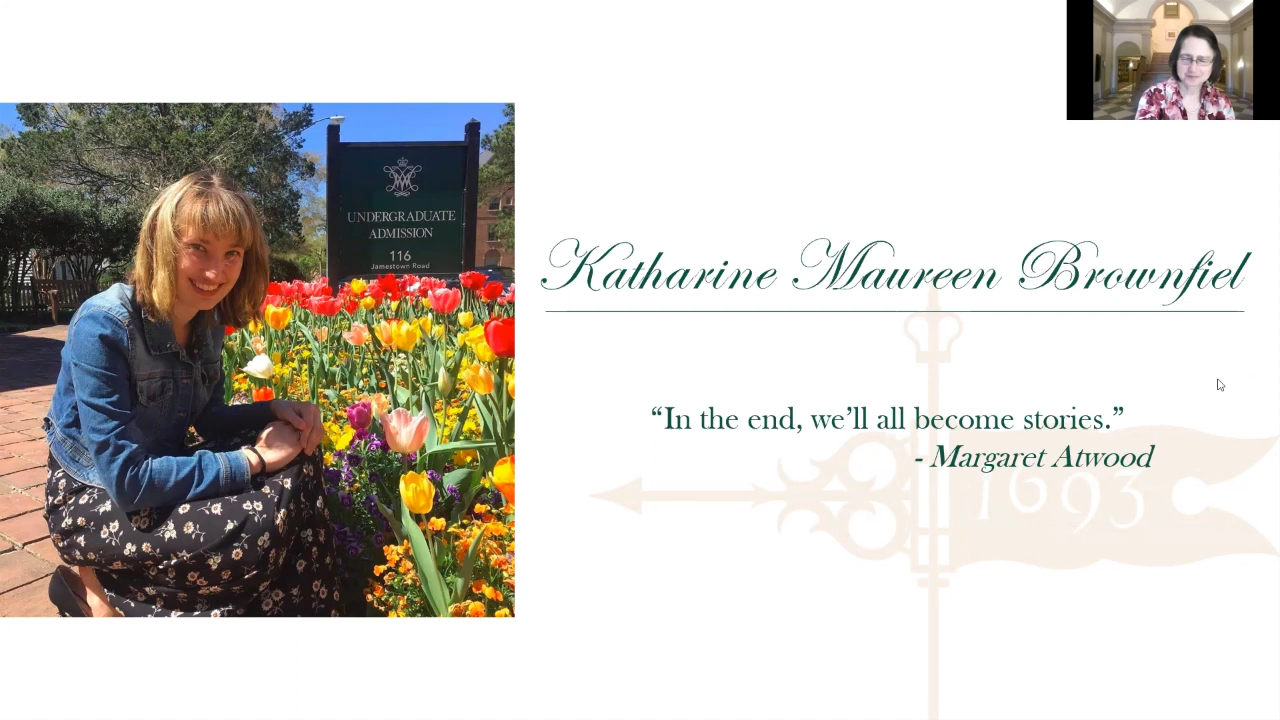 UNDERGRADUATE
ADMISSION
116
Jamestown Road
Katharine Maureen Brownfiel
“In the end, we’ll all become stories.”
- Margaret Atwood
1693